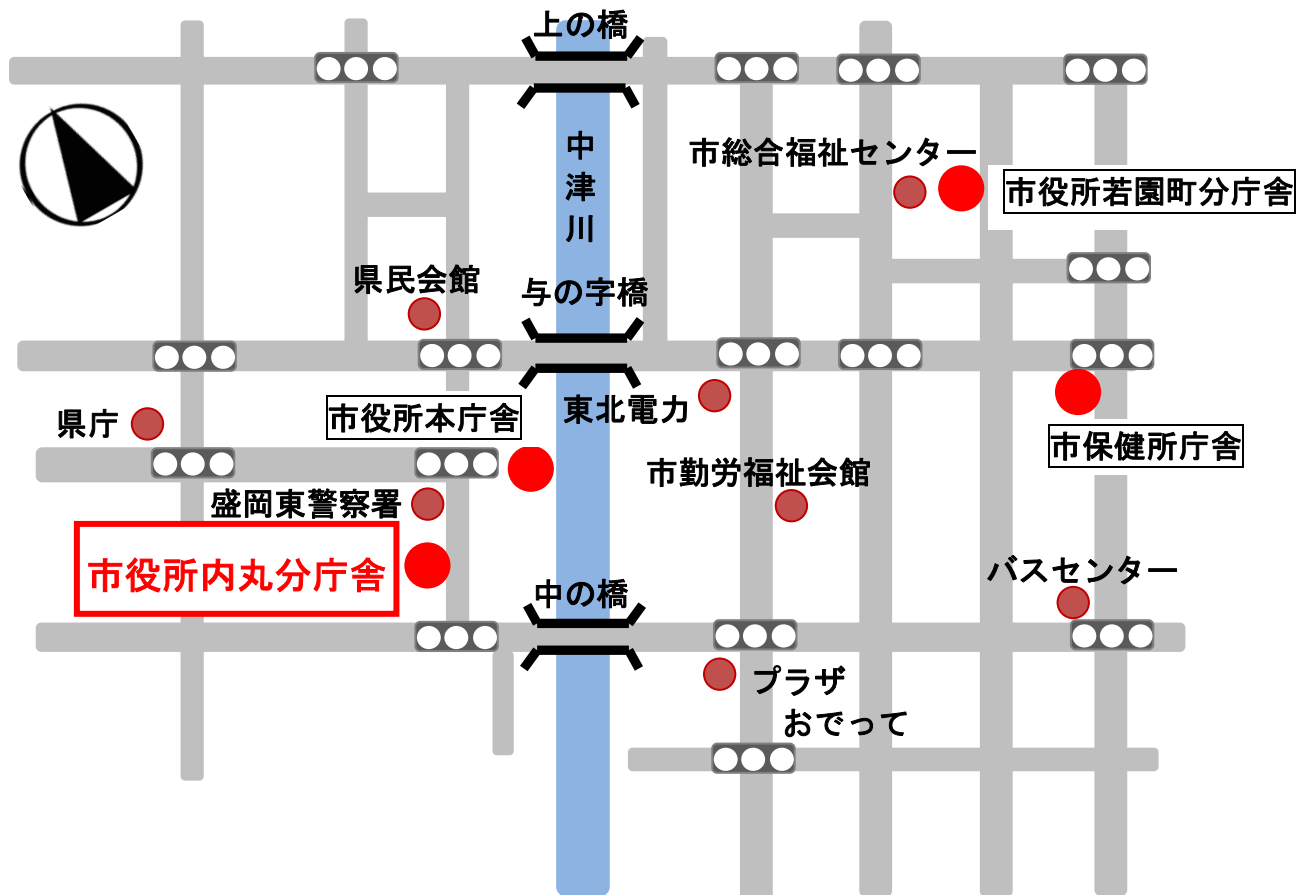 上の橋
中津川
市総合福祉センター
市役所若園町分庁舎
県民会館
与の字橋
市役所本庁舎
東北電力
県庁
市保健所庁舎
市勤労福祉会館
盛岡東警察署
市役所内丸分庁舎
バスセンター
中の橋
プラザ
おでって